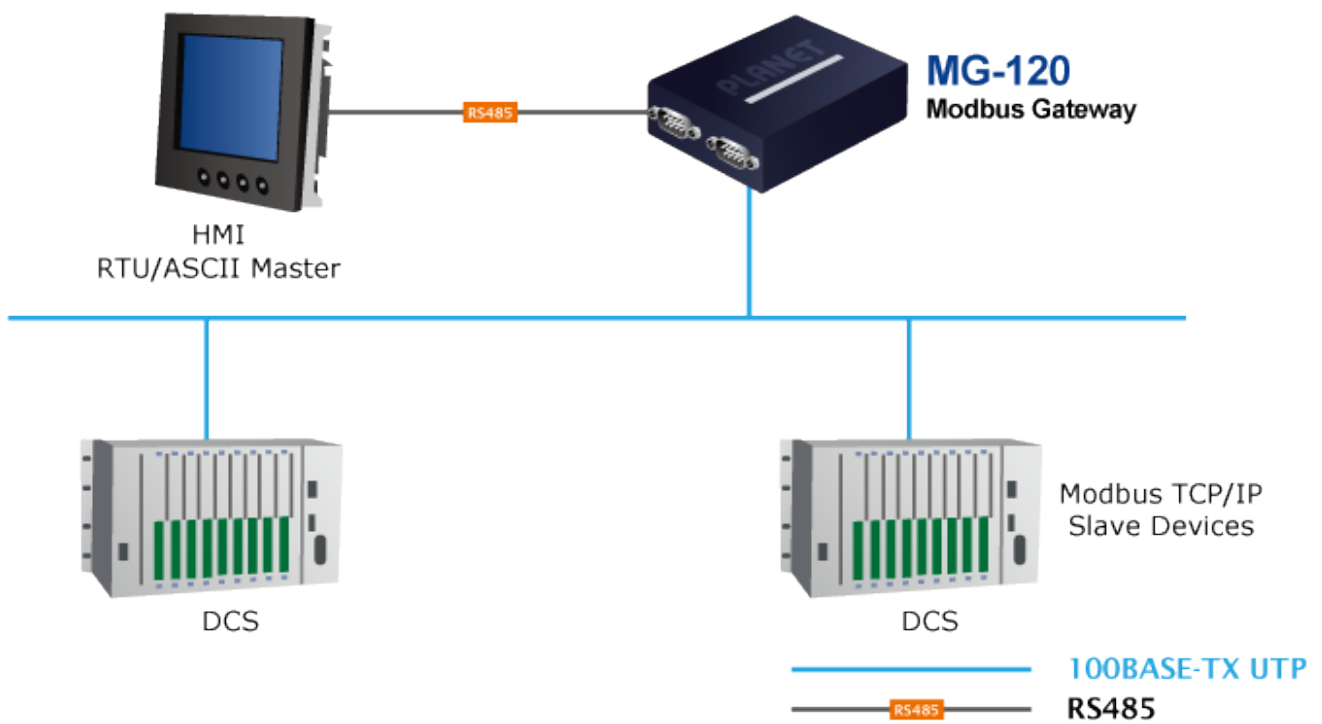 PLANET
MG-120
Modbus Gateway
RS485
HMI
RTU/ASCII Master
Modbus TCP/IP
Slave Devices
DCS
DCS
100BASE-TX UTP
RS485
RS485